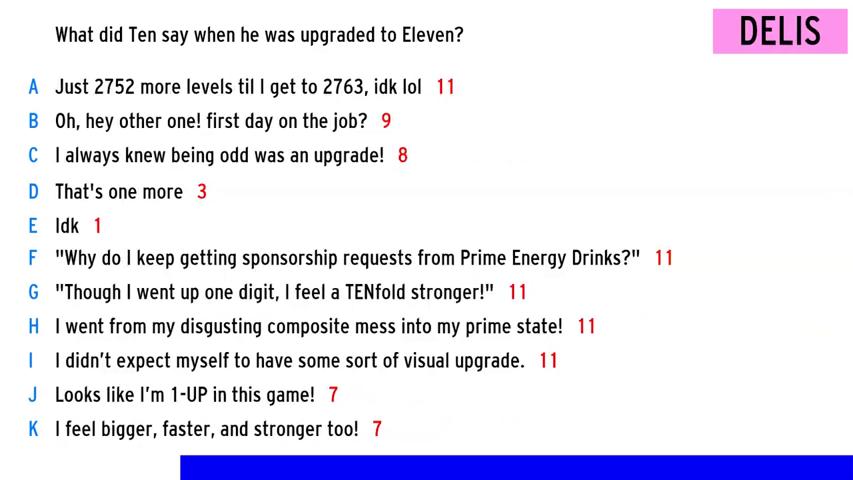 What did Ten say when he was upgraded to Eleven?
DELIS
A Just 2752 more levels til I get to 2763, idk lol 11
B Oh, hey other one! first day on the job? 9
C I always knew being odd was an upgrade! 8
D That's one more 3
E Idk 1
F "Why do I keep getting sponsorship requests from Prime Energy Drinks?" 11
G "Though I went up one digit, I feel a TENfold stronger!" 11
H I went from my disgusting composite mess into my prime state! 11
I I didn’t expect myself to have some sort of visual upgrade. 11
J Looks like I’m 1-UP in this game! 7
K I feel bigger, faster, and stronger too! 7